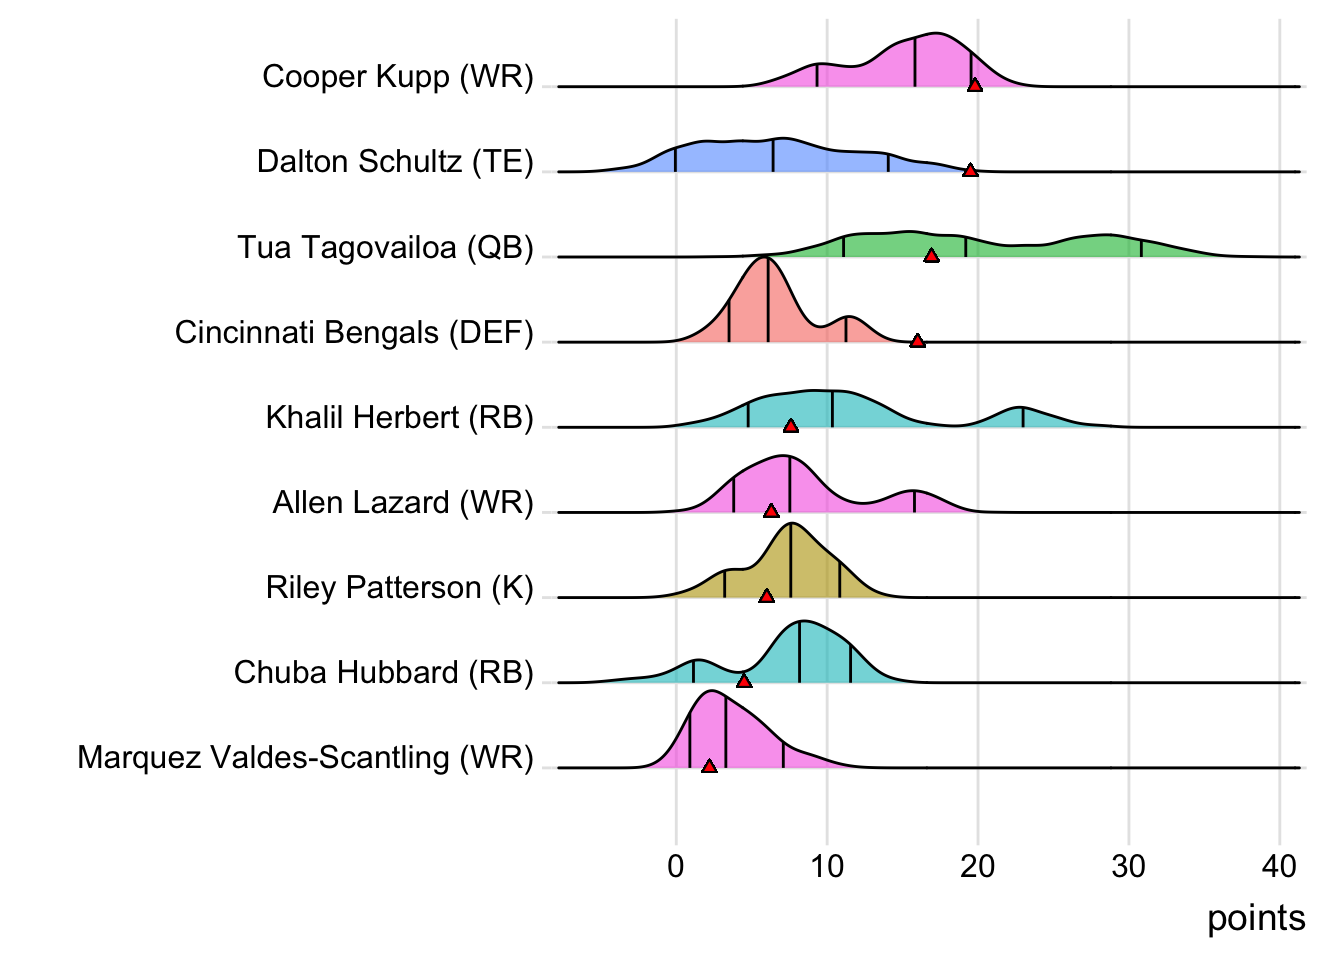 Cooper Kupp (WR)
Dalton Schultz (TE)
Tua Tagovailoa (QB)
Cincinnati Bengals (DEF)
Khalil Herbert (RB)
Allen Lazard (WR)
Riley Patterson (K)
Chuba Hubbard (RB)
Marquez Valdes-Scantling (WR)
0 10 20 30 40
points